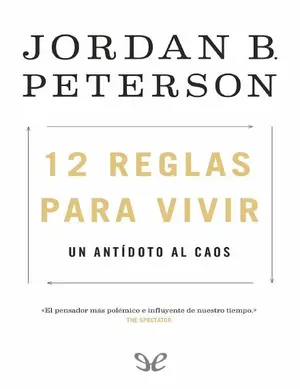 JORDAN B.
PETERSON
12 REGLAS
PARA VIVIR
UN ANTÍDOTO AL CAOS
«El pensador más polémico e influyente de nuestro tiempo.»
THE SPECTATOR